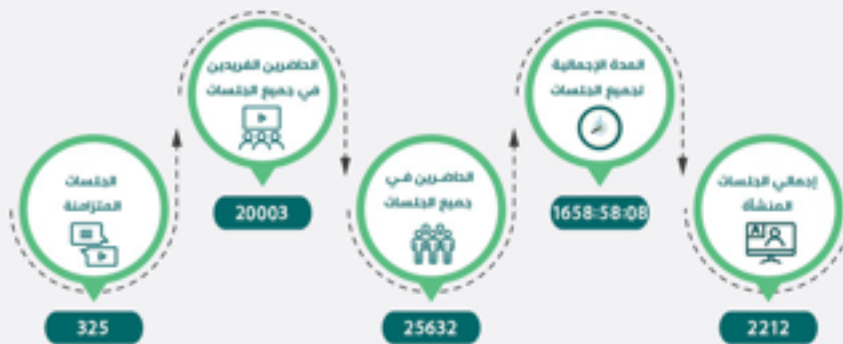 إجمالي الجلسات
المنشأة
2212
المدة الإجمالية
لجميع الجلسات
1658:58:08
الحاضرين في
جميع الجلسات
25632
الحاضرين الفريدين
في جميع الجلسات
20003
الجلسات
المتزامنة
325